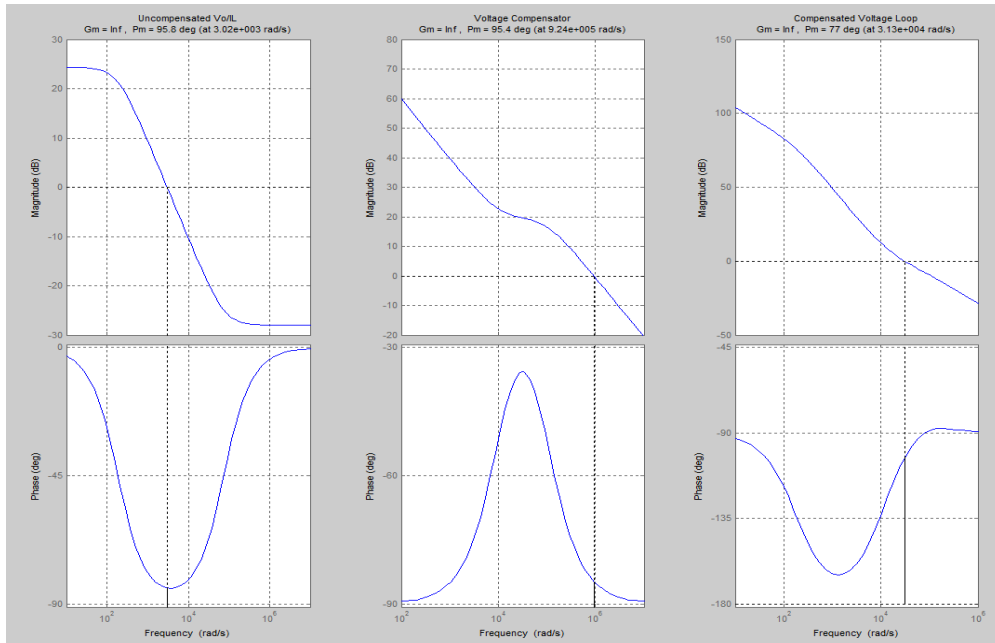 Uncompensated Vo/IL
Gm = Inf , Pm = 95.8 deg (at 3.02e+003 rad/s)
30
20
10
0
-10
-20
-30
Magnitude (dB)
0
-45
-90
Phase (deg)
10^2
10^4
10^6
Frequency (rad/s)
Voltage Compensator
Gm = Inf , Pm = 95.4 deg (at 9.24e+005 rad/s)
80
70
60
50
40
30
20
10
0
-10
-20
Magnitude (dB)
-30
-60
-90
Phase (deg)
10^2
10^4
10^6
Frequency (rad/s)
Compensated Voltage Loop
Gm = Inf , Pm = 77 deg (at 3.13e+004 rad/s)
150
100
50
0
-50
Magnitude (dB)
-45
-90
-135
-180
Phase (deg)
10^2
10^4
10^6
Frequency (rad/s)